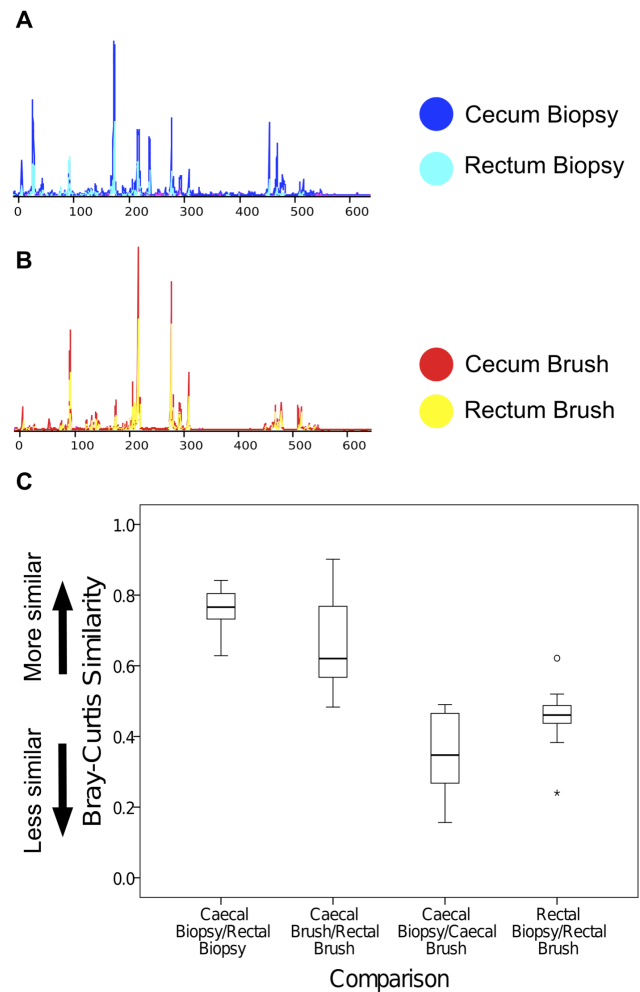 A
Cecum Biopsy
Rectum Biopsy
0 100 200 300 400 500 600
B
Cecum Brush
Rectum Brush
0 100 200 300 400 500 600
C
More similar
Less similar
Bray-Curtis Similarity
1.0
0.8
0.6
0.4
0.2
0.0
Caecal
Biopsy/Rectal
Biopsy
Caecal
Brush/Rectal
Brush
Caecal
Biopsy/Caecal
Brush
Rectal
Biopsy/Rectal
Brush
Comparison